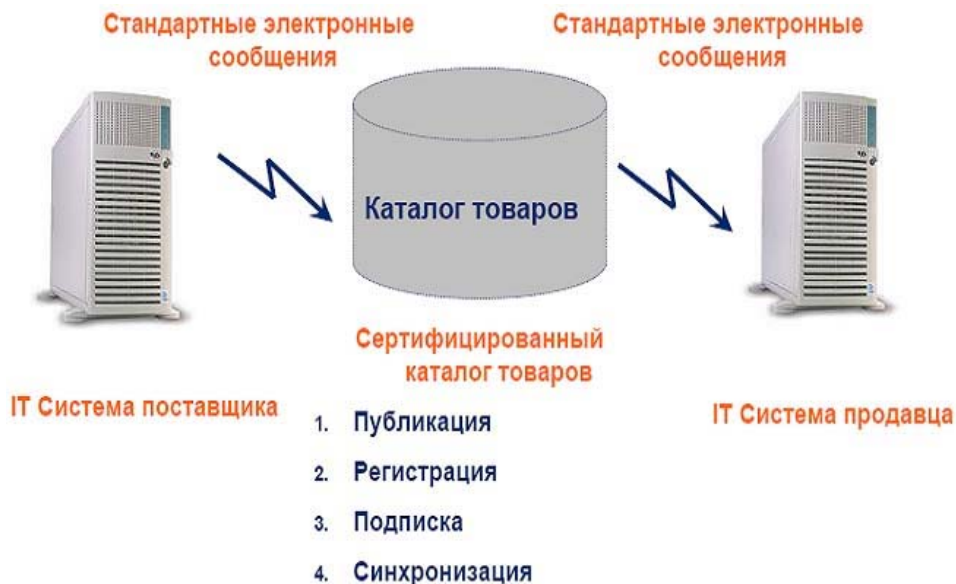 Стандартные электронные
сообщения
Стандартные электронные
сообщения
Каталог товаров
Сертифицированный
каталог товаров
IT Система поставщика
IT Система продавца
1. Публикация
2. Регистрация
3. Подписка
4. Синхронизация